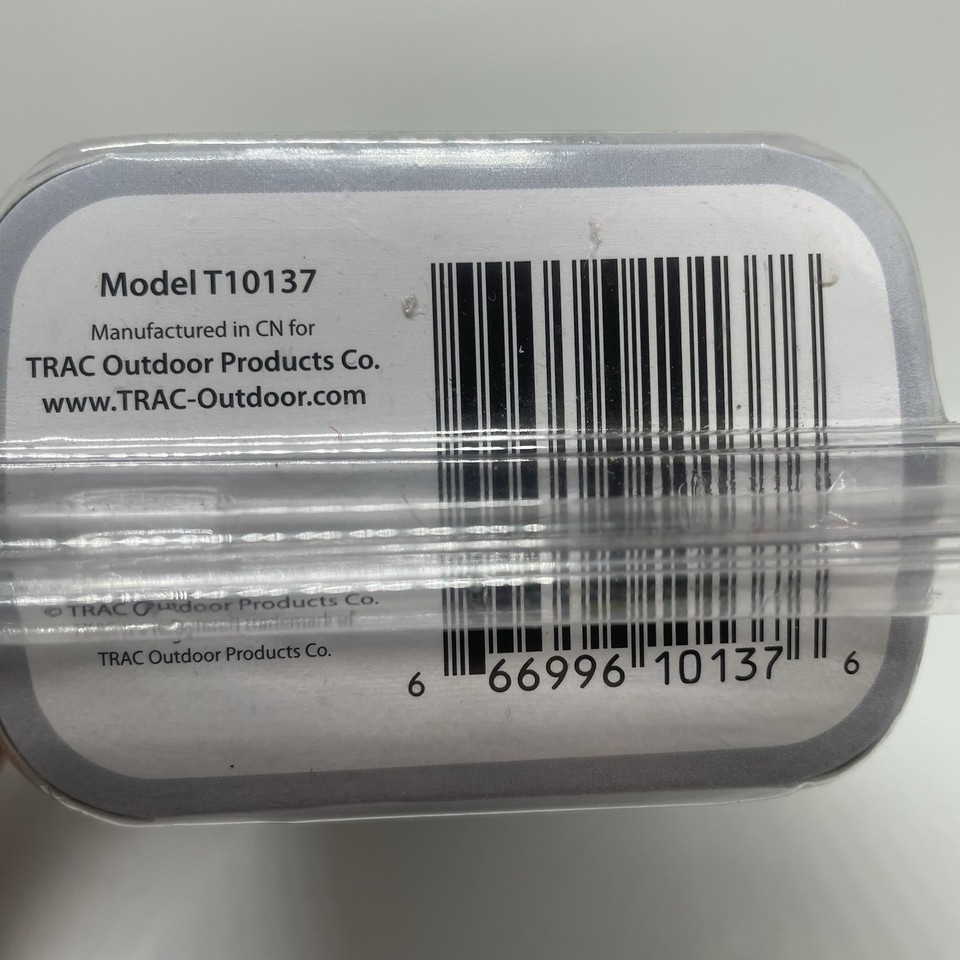 Model T10137
Manufactured in CN for
TRAC Outdoor Products Co.
www.TRAC-Outdoor.com
© TRAC Outdoor Products Co.
TRAC Outdoor Products Co.
6 66996 10137 6